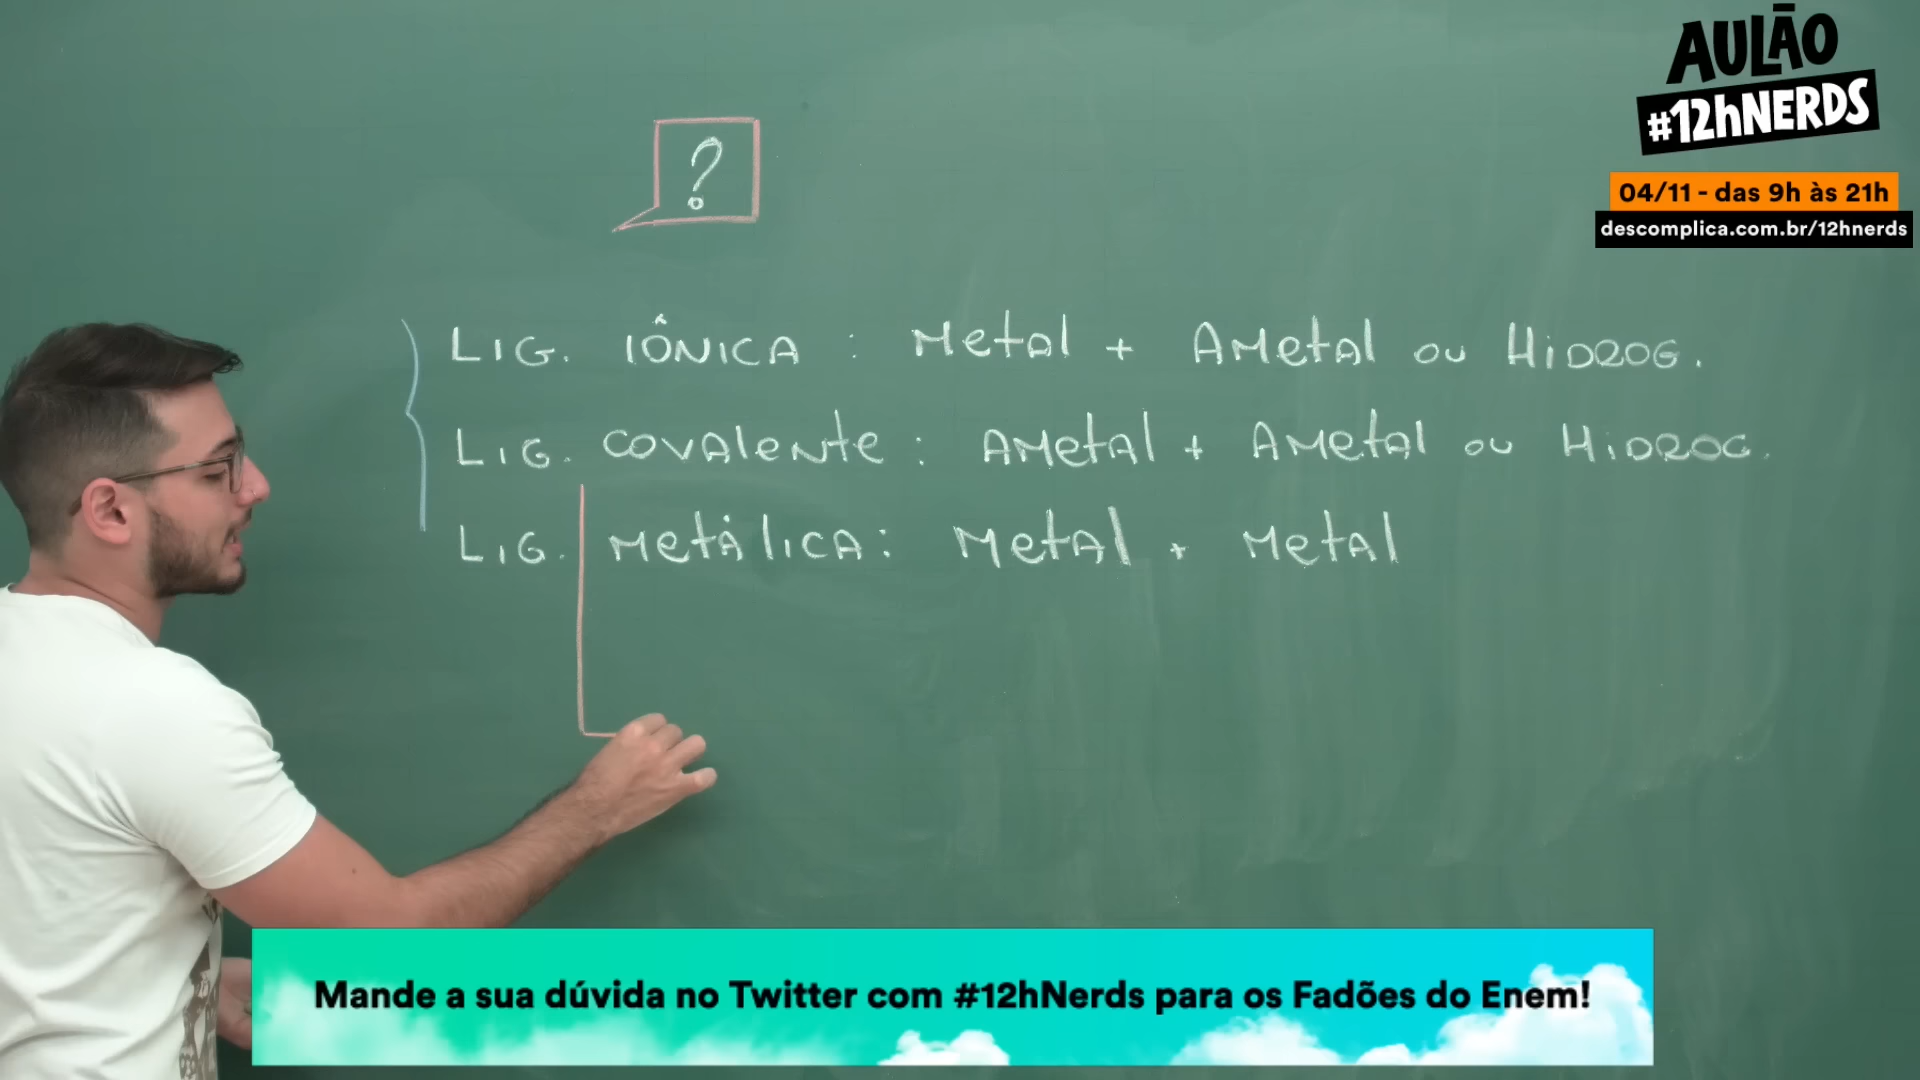 AULÃO
#12hNERDS
04/11 - das 9h às 21h
descomplica.com.br/12hnerds
?
LIG. IÔNICA : Metal + AMetal ou HiDROG.
LIG. COVAlente : AMetal + AMetal ou HiDROG.
LIG. MetÁlICA: Metal + Metal
Mande a sua dúvida no Twitter com #12hNerds para os Fadões do Enem!